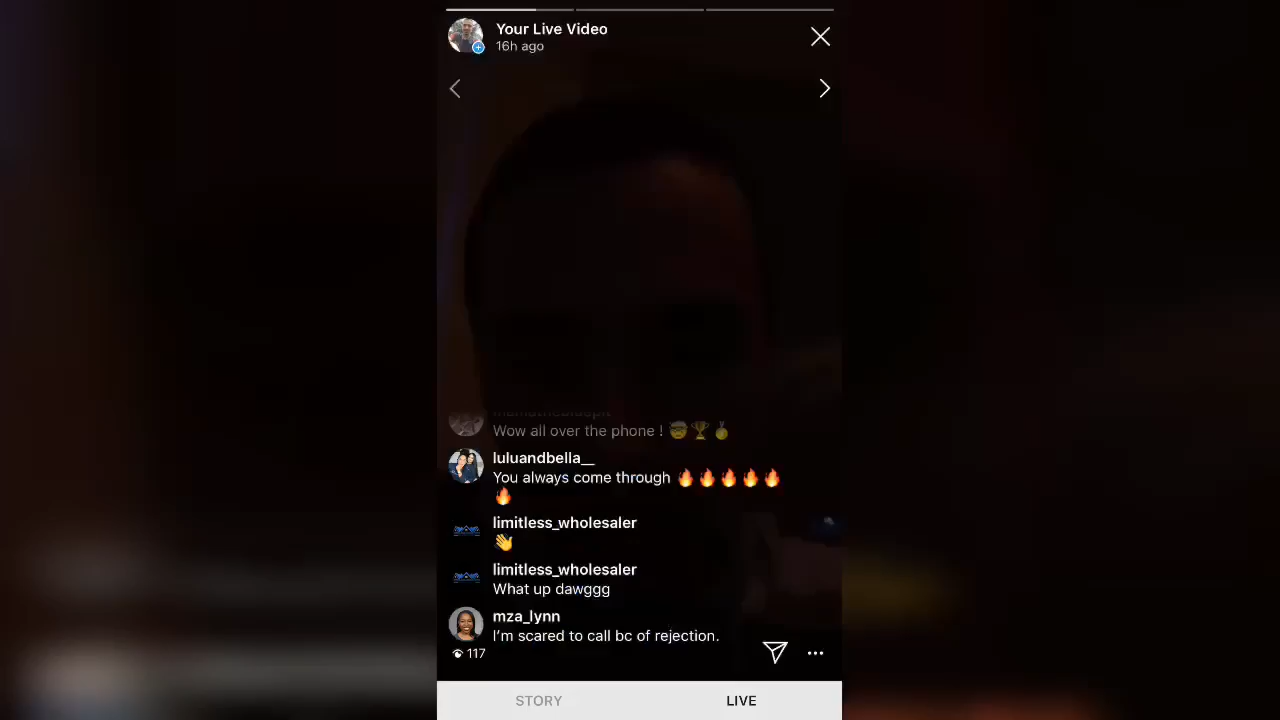 Your Live Video
16h ago
Wow all over the phone ! 🤯🏆🏅
luluandbella__
You always come through 🔥🔥🔥🔥🔥
🔥
limitless_wholesaler
👋
limitless_wholesaler
What up dawggg
mza_lynn
I'm scared to call bc of rejection.
117
STORY
LIVE